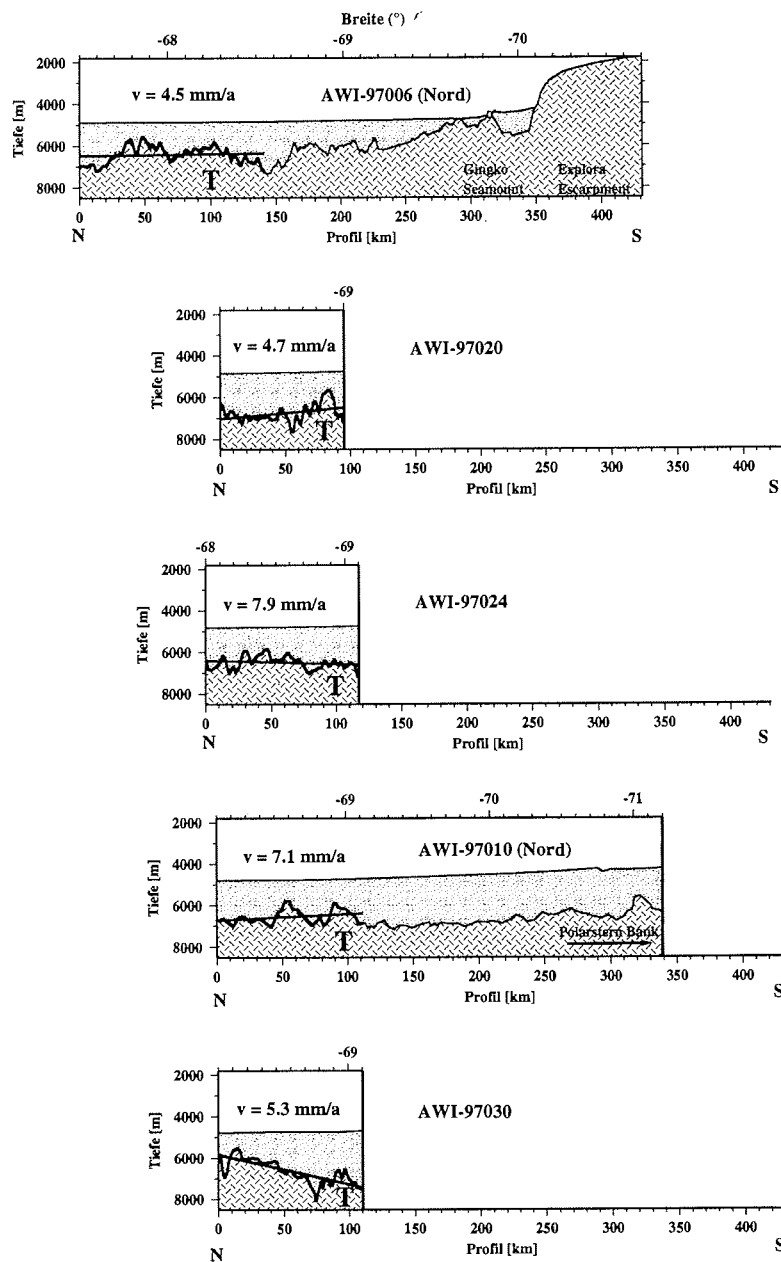 Breite (°)
-68 -69 -70
2000
v = 4.5 mm/a AWI-97006 (Nord)
4000
Tiefe [m]
6000
T Gingko Seamount Explora Escarpment
8000
0 50 100 150 200 250 300 350 400
N Profil [km] S
-69
2000
v = 4.7 mm/a AWI-97020
4000
Tiefe [m]
6000
T
8000
0 50 100 150 200 250 300 350 400
N Profil [km] S
-68 -69
2000
v = 7.9 mm/a AWI-97024
4000
Tiefe [m]
6000
T
8000
0 50 100 150 200 250 300 350 400
N Profil [km] S
-69 -70 -71
2000
v = 7.1 mm/a AWI-97010 (Nord)
4000
Tiefe [m]
6000
T Polarstern Bank
8000
0 50 100 150 200 250 300 350 400
N Profil [km] S
-69
2000
v = 5.3 mm/a AWI-97030
4000
Tiefe [m]
6000
T
8000
0 50 100 150 200 250 300 350 400
N Profil [km] S